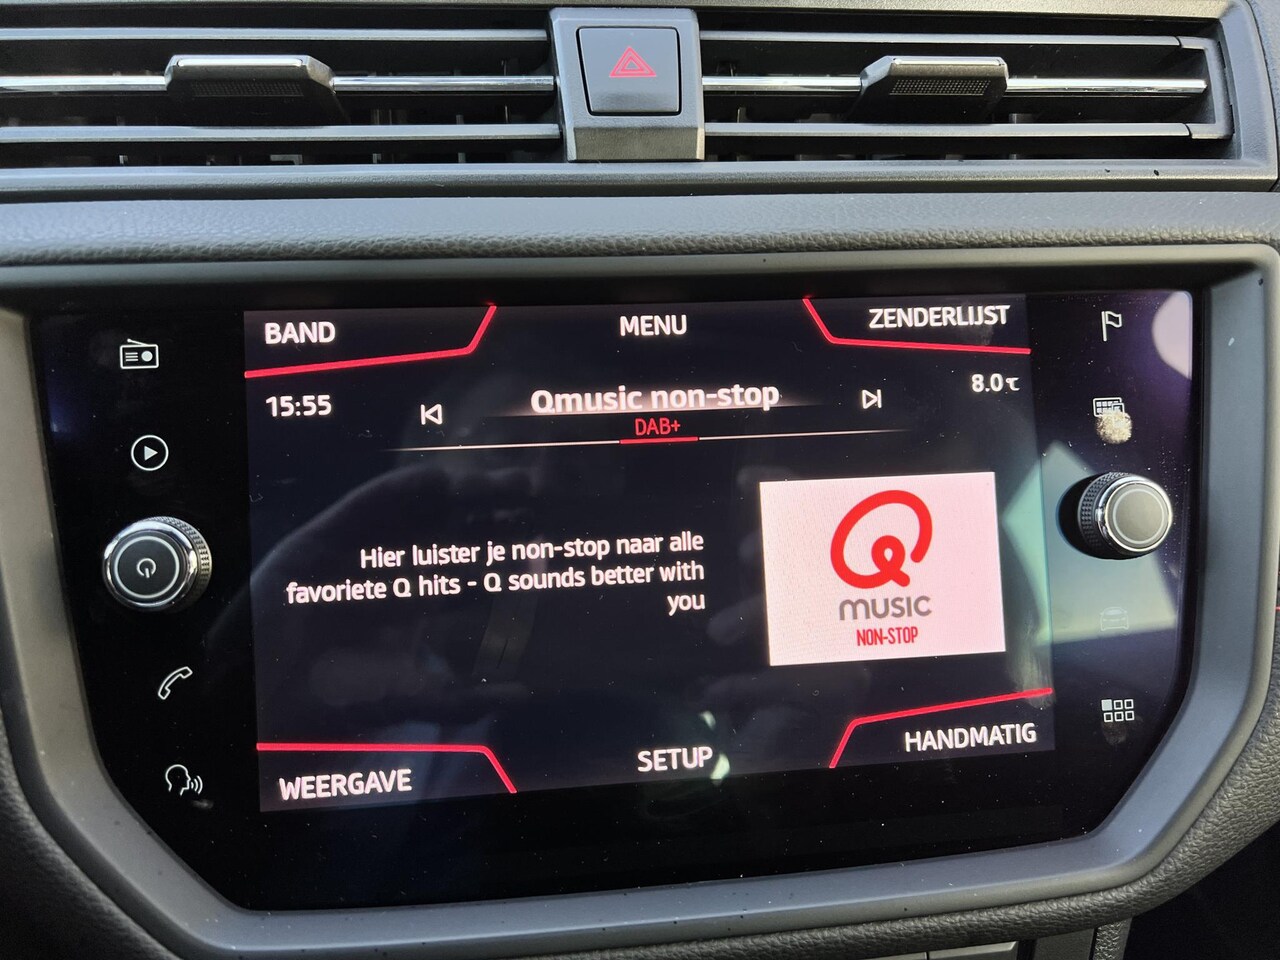 BAND
MENU
ZENDERLIJST
15:55
Qmusic non-stop
8.0℃
DAB+
Hier luister je non-stop naar alle
favoriete Q hits - Q sounds better with
you
Q
MUSIC
NON-STOP
WEERGAVE
SETUP
HANDMATIG